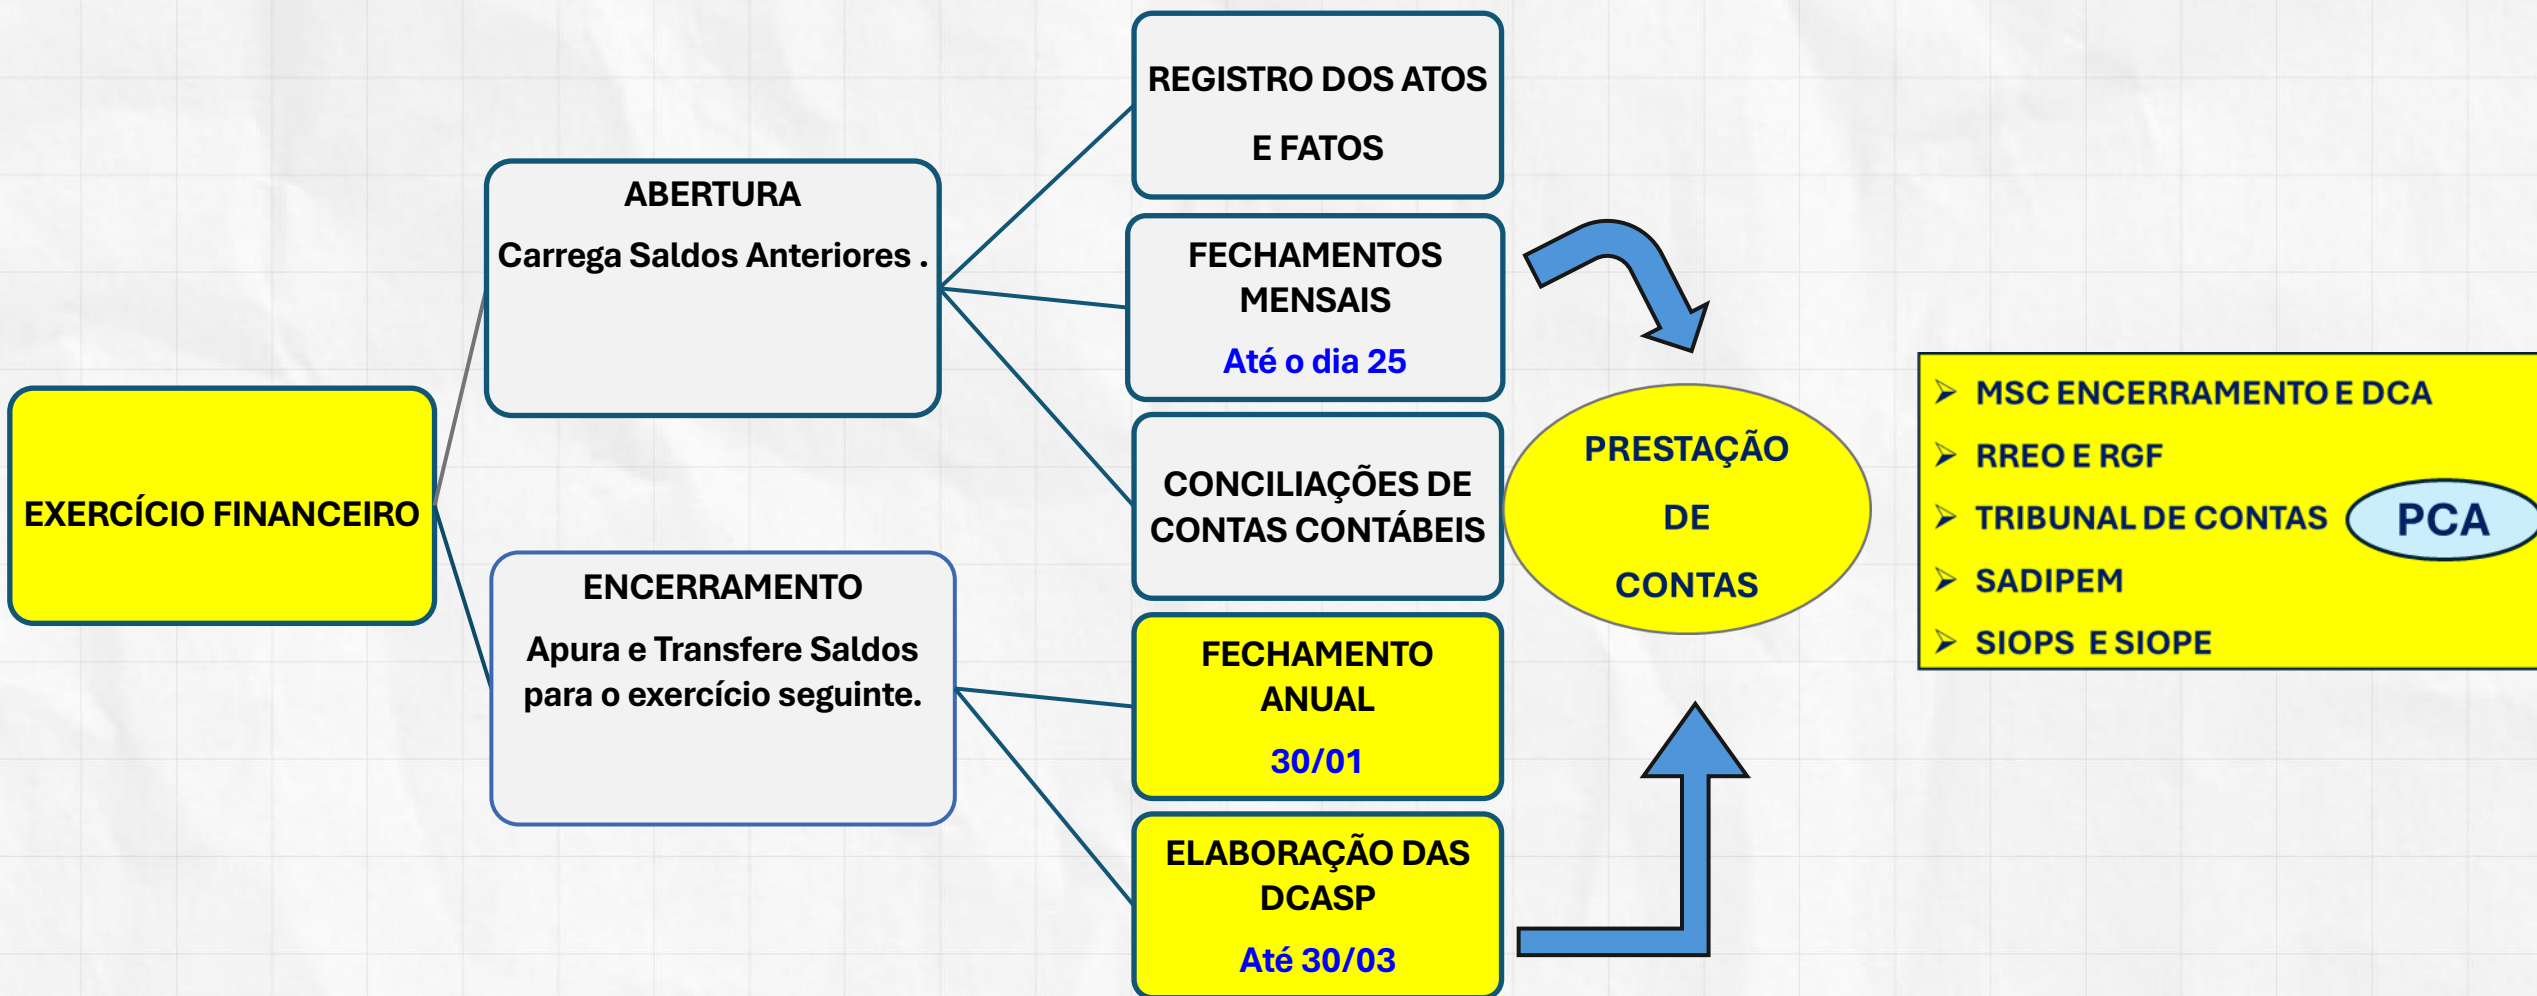 EXERCÍCIO FINANCEIRO
ABERTURA
Carrega Saldos Anteriores .
ENCERRAMENTO
Apura e Transfere Saldos
para o exercício seguinte.
REGISTRO DOS ATOS
E FATOS
FECHAMENTOS
MENSAIS
Até o dia 25
CONCILIAÇÕES DE
CONTAS CONTÁBEIS
FECHAMENTO
ANUAL
30/01
ELABORAÇÃO DAS
DCASP
Até 30/03
PRESTAÇÃO
DE
CONTAS
MSC ENCERRAMENTO E DCA
RREO E RGF
TRIBUNAL DE CONTAS PCA
SADIPEM
SIOPS E SIOPE